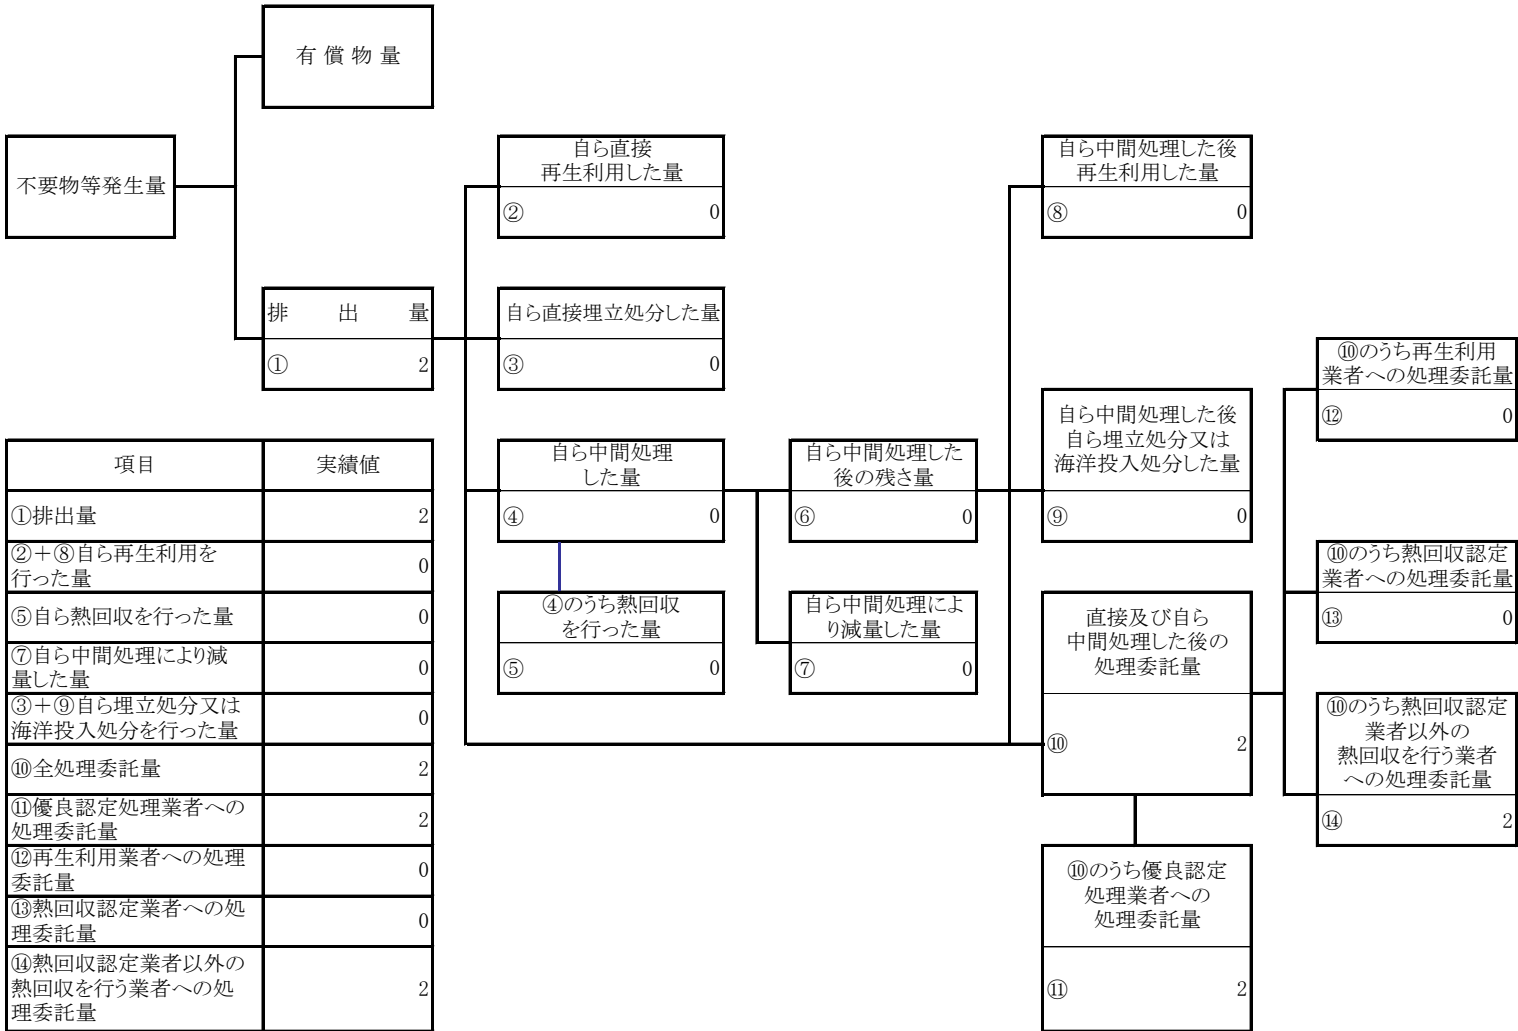 有 償 物 量
不要物等発生量
自ら直接
再生利用した量
② 0
自ら中間処理した後
再生利用した量
⑧ 0
排 出 量
① 2
自ら直接埋立処分した量
③ 0
⑩のうち再生利用
業者への処理委託量
⑫ 0
自ら中間処理
した量
④ 0
自ら中間処理した
後の残さ量
⑥ 0
自ら中間処理した後
自ら埋立処分又は
海洋投入処分した量
⑨ 0
⑩のうち熱回収認定
業者への処理委託量
⑬ 0
④のうち熱回収
を行った量
⑤ 0
自ら中間処理によ
り減量した量
⑦ 0
直接及び自ら
中間処理した後の
処理委託量
⑩ 2
⑩のうち熱回収認定
業者以外の
熱回収を行う業者
への処理委託量
⑭ 2
⑩のうち優良認定
処理業者への
処理委託量
⑪ 2
項目 実績値
①排出量 2
②＋⑧自ら再生利用を
行った量 0
⑤自ら熱回収を行った量 0
⑦自ら中間処理により減
量した量 0
③＋⑨自ら埋立処分又は
海洋投入処分を行った量 0
⑩全処理委託量 2
⑪優良認定処理業者への
処理委託量 2
⑫再生利用業者への処理
委託量 0
⑬熱回収認定業者への処
理委託量 0
⑭熱回収認定業者以外の
熱回収を行う業者への処
理委託量 2